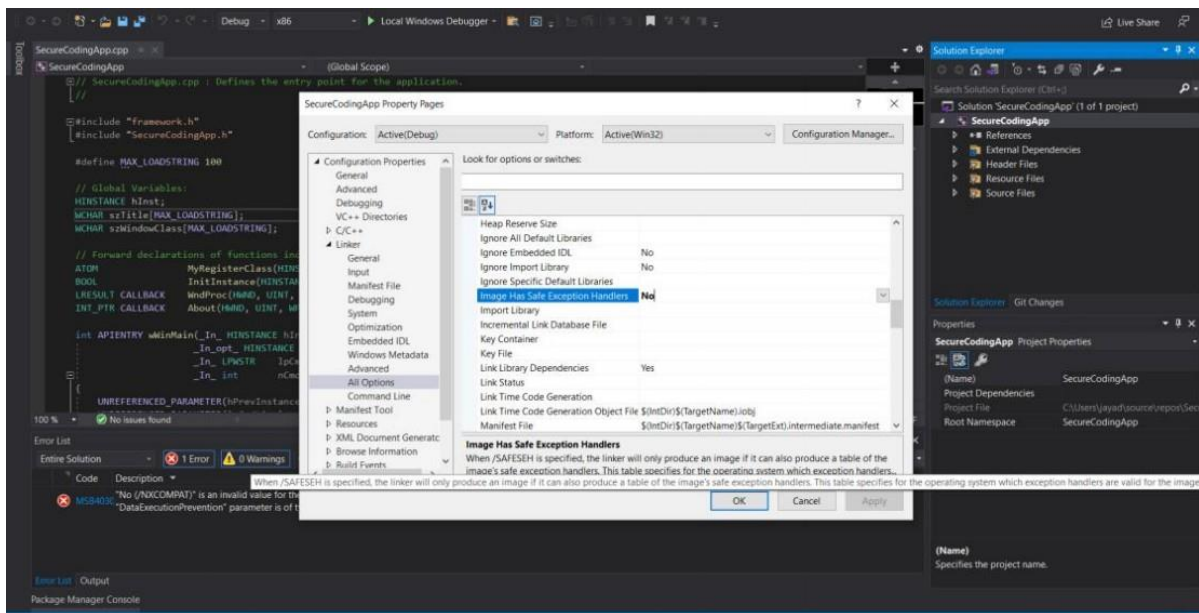 Debug
x86
Local Windows Debugger
Live Share
Toolbox
SecureCodingApp.cpp
SecureCodingApp
(Global Scope)
// SecureCodingApp.cpp : Defines the entry point for the application.
//
#include "framework.h"
#include "SecureCodingApp.h"
#define MAX_LOADSTRING 100
// Global Variables:
HINSTANCE hInst;
WCHAR szTitle[MAX_LOADSTRING];
WCHAR szWindowClass[MAX_LOADSTRING];
// Forward declarations of functions inc
ATOM MyRegisterClass(HINS
BOOL InitInstance(HINSTAN
LRESULT CALLBACK WndProc(HWND, UINT,
INT_PTR CALLBACK About(HWND, UINT, W
int APIENTRY wWinMain(_In_ HINSTANCE hIn
_In_opt_ HINSTANCE
_In_ LPWSTR lpC
_In_ int nCmd
{
UNREFERENCED_PARAMETER(hPrevInstance
100 %
No issues found
Error List
Entire Solution
1 Error
0 Warnings
Code Description
"No (/NXCOMPAT)" is an invalid value for the
"DataExecutionPrevention" parameter is of t
Error List Output
Package Manager Console
SecureCodingApp Property Pages
? X
Configuration: Active(Debug)
Platform: Active(Win32)
Configuration Manager...
Configuration Properties
General
Advanced
Debugging
VC++ Directories
C/C++
Linker
General
Input
Manifest File
Debugging
System
Optimization
Embedded IDL
Windows Metadata
Advanced
All Options
Command Line
Manifest Tool
Resources
XML Document Generatc
Browse Information
Build Events
Look for options or switches:
Heap Reserve Size
Ignore All Default Libraries
Ignore Embedded IDL No
Ignore Import Library No
Ignore Specific Default Libraries
Image Has Safe Exception Handlers No
Import Library
Incremental Link Database File
Key Container
Key File
Link Library Dependencies Yes
Link Status
Link Time Code Generation
Link Time Code Generation Object File $(IntDir)$(TargetName).iobj
Manifest File $(IntDir)$(TargetName)$(TargetExt).intermediate.manifest
Image Has Safe Exception Handlers
When /SAFESEH is specified, the linker will only produce an image if it can also produce a table of the
image's safe exception handlers. This table specifies for the operating system which exception handlers..
When /SAFESEH is specified, the linker will only produce an image if it can also produce a table of the image's safe exception handlers. This table specifies for the operating system which exception handlers are valid for the image
OK
Cancel
Apply
Solution Explorer
Search Solution Explorer (Ctrl+;)
Solution 'SecureCodingApp' (1 of 1 project)
SecureCodingApp
References
External Dependencies
Header Files
Resource Files
Source Files
Solution Explorer Git Changes
Properties
SecureCodingApp Project Properties
(Name) SecureCodingApp
Project Dependencies
Project File C:\Users\jayad\source\repos\Sec
Root Namespace SecureCodingApp
(Name)
Specifies the project name.